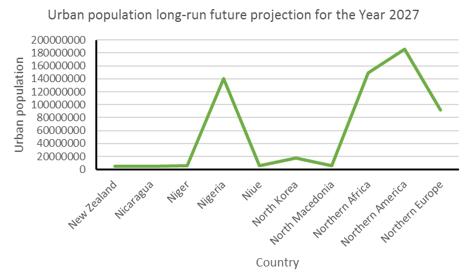 Urban population long-run future projection for the Year 2027
Urban population
200000000
180000000
160000000
140000000
120000000
100000000
80000000
60000000
40000000
20000000
0
New Zealand
Nicaragua
Niger
Nigeria
Niue
North Korea
North Macedonia
Northern Africa
Northern America
Northern Europe
Country